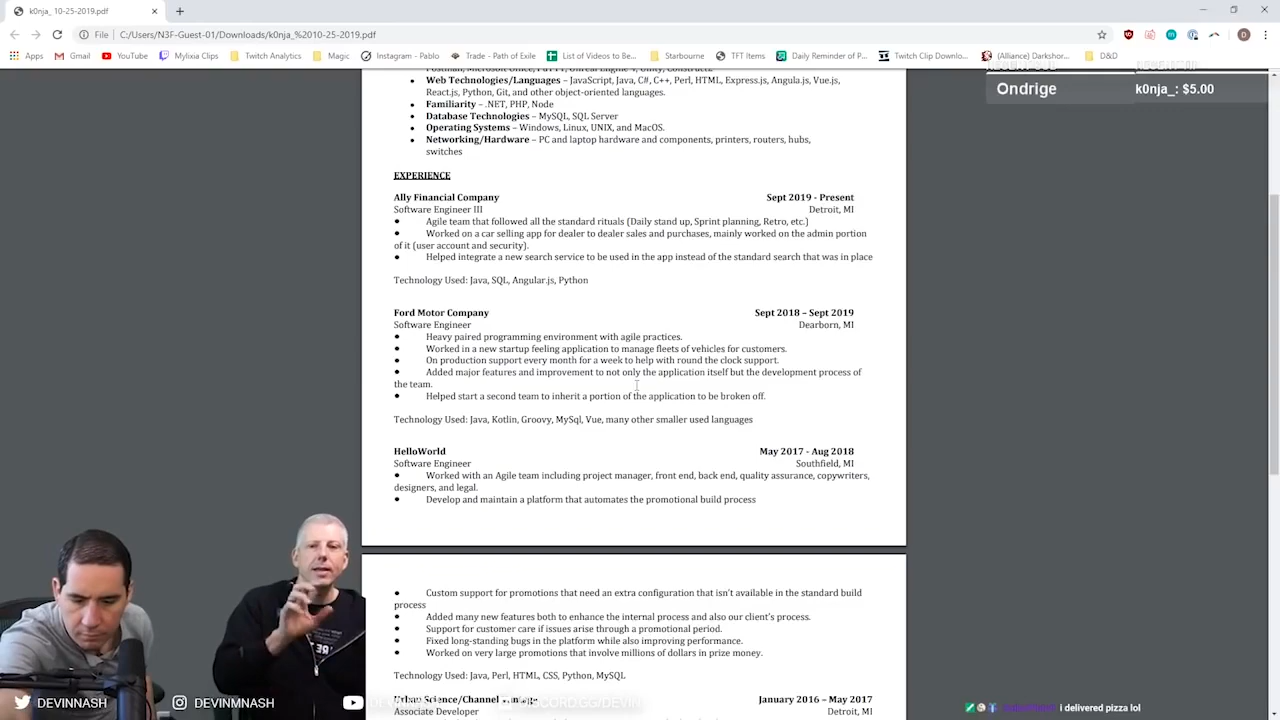 k0nja_ 10-25-2019.pdf
File | C:/Users/N3F-Guest-01/Downloads/k0nja_%2010-25-2019.pdf
Apps Gmail YouTube Mylixia Clips Twitch Analytics Magic Instagram - Pablo Trade - Path of Exile List of Videos to Be... Starbourne TFT Items Daily Reminder of P... Twitch Clip Downlo... (Alliance) Darkshor... D&D
Ondrige k0nja_: $5.00
• Web Technologies/Languages – JavaScript, Java, C#, C++, Perl, HTML, Express.js, Angula.js, Vue.js,
React.js, Python, Git, and other object-oriented languages.
• Familiarity – .NET, PHP, Node
• Database Technologies – MySQL, SQL Server
• Operating Systems – Windows, Linux, UNIX, and MacOS.
• Networking/Hardware – PC and laptop hardware and components, printers, routers, hubs,
switches
EXPERIENCE
Ally Financial Company Sept 2019 - Present
Software Engineer III Detroit, MI
• Agile team that followed all the standard rituals (Daily stand up, Sprint planning, Retro, etc.)
• Worked on a car selling app for dealer to dealer sales and purchases, mainly worked on the admin portion
of it (user account and security).
• Helped integrate a new search service to be used in the app instead of the standard search that was in place
Technology Used: Java, SQL, Angular.js, Python
Ford Motor Company Sept 2018 – Sept 2019
Software Engineer Dearborn, MI
• Heavy paired programming environment with agile practices.
• Worked in a new startup feeling application to manage fleets of vehicles for customers.
• On production support every month for a week to help with round the clock support.
• Added major features and improvement to not only the application itself but the development process of
the team.
• Helped start a second team to inherit a portion of the application to be broken off.
Technology Used: Java, Kotlin, Groovy, MySql, Vue, many other smaller used languages
HelloWorld May 2017 - Aug 2018
Software Engineer Southfield, MI
• Worked with an Agile team including project manager, front end, back end, quality assurance, copywriters,
designers, and legal.
• Develop and maintain a platform that automates the promotional build process
• Custom support for promotions that need an extra configuration that isn't available in the standard build
process
• Added many new features both to enhance the internal process and also our client's process.
• Support for customer care if issues arise through a promotional period.
• Fixed long-standing bugs in the platform while also improving performance.
• Worked on very large promotions that involve millions of dollars in prize money.
Technology Used: Java, Perl, HTML, CSS, Python, MySQL
Urban Science/Channel January 2016 – May 2017
Associate Developer Detroit, MI
DEVINNASH DEVINMNASH DISCORD.GG/DEVIN
i delivered pizza lol